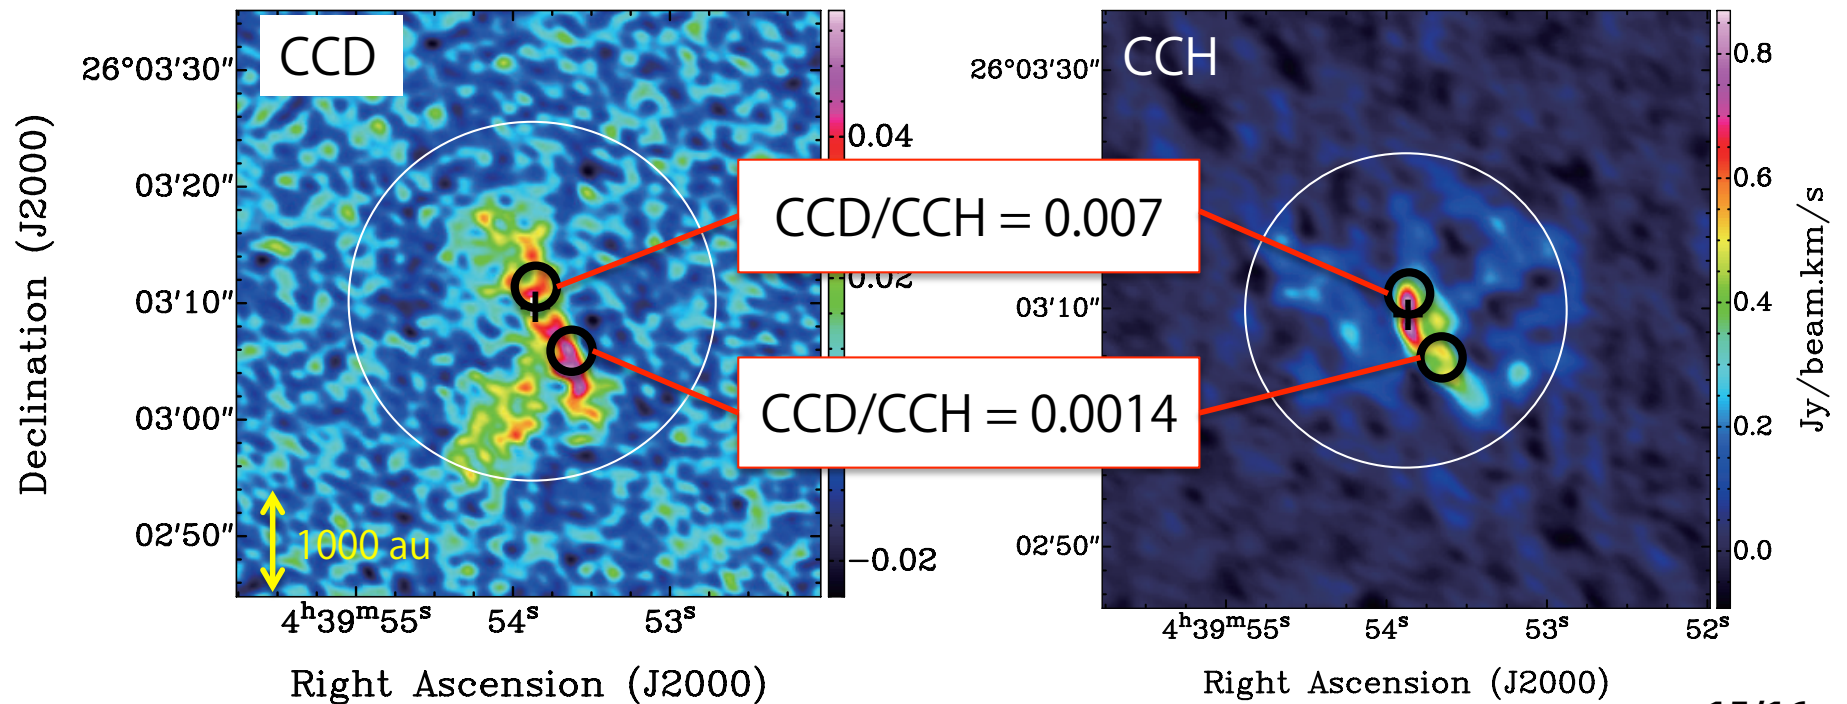 CCD
26°03′30″
03′20″
03′10″
03′00″
02′50″
Declination (J2000)
1000 au
4ʰ39ᵐ55ˢ
54ˢ
53ˢ
Right Ascension (J2000)
0.04
0.02
−0.02
CCD/CCH = 0.007
CCD/CCH = 0.0014
CCH
26°03′30″
03′10″
02′50″
4ʰ39ᵐ55ˢ
54ˢ
53ˢ
52ˢ
Right Ascension (J2000)
0.8
0.6
0.4
0.2
0.0
Jy/beam.km/s